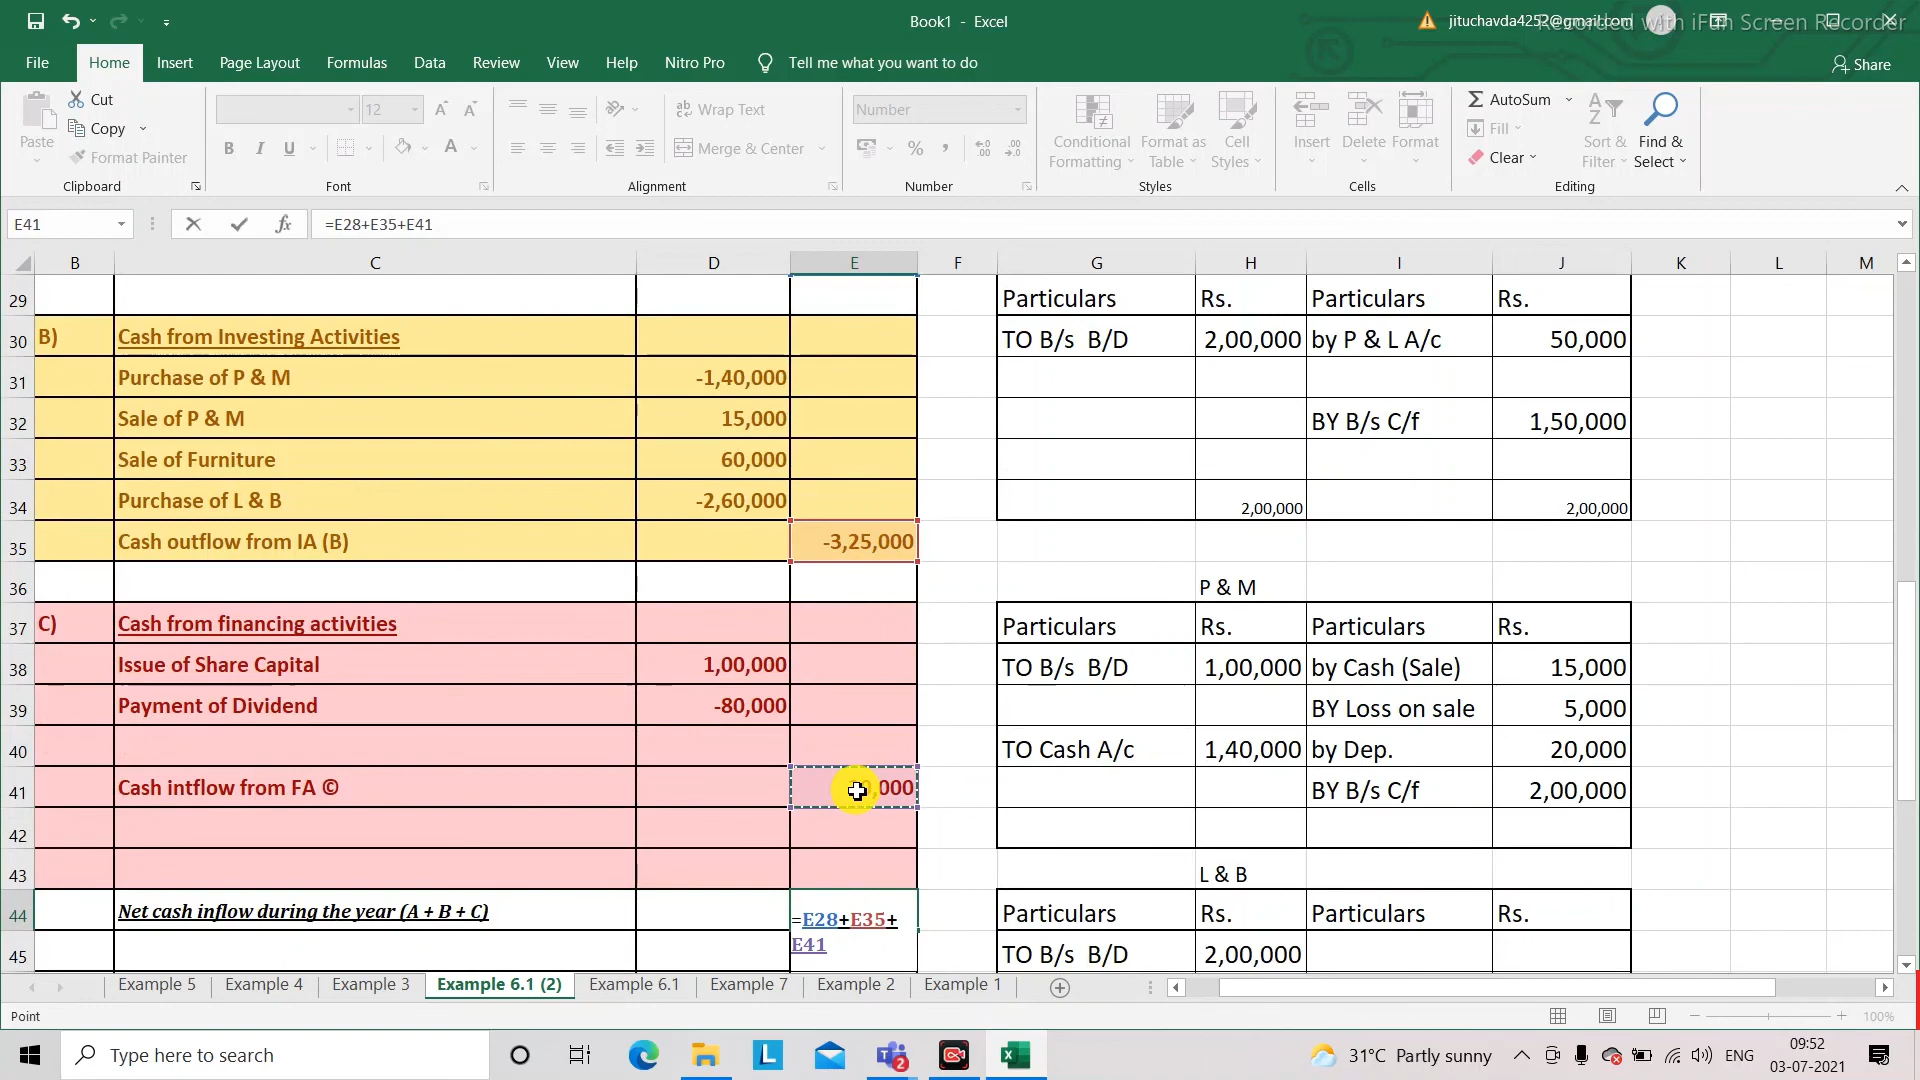 Book1 - Excel
jituchavda4252@gmail.com
Recorded with iFun Screen Recorder
File Home Insert Page Layout Formulas Data Review View Help Nitro Pro Tell me what you want to do Share
Paste Cut Copy Format Painter Clipboard
12 B I U Font
Wrap Text Merge & Center Alignment
Number % , Number
Conditional Formatting Format as Table Cell Styles Styles
Insert Delete Format Cells
AutoSum Fill Clear Sort & Filter Find & Select Editing
E41 fx =E28+E35+E41
B C D E F G H I J K L M
29 Particulars Rs. Particulars Rs.
30 B) Cash from Investing Activities TO B/s B/D 2,00,000 by P & L A/c 50,000
31 Purchase of P & M -1,40,000
32 Sale of P & M 15,000 BY B/s C/f 1,50,000
33 Sale of Furniture 60,000
34 Purchase of L & B -2,60,000 2,00,000 2,00,000
35 Cash outflow from IA (B) -3,25,000
36 P & M
37 C) Cash from financing activities Particulars Rs. Particulars Rs.
38 Issue of Share Capital 1,00,000 TO B/s B/D 1,00,000 by Cash (Sale) 15,000
39 Payment of Dividend -80,000 BY Loss on sale 5,000
40 TO Cash A/c 1,40,000 by Dep. 20,000
41 Cash intflow from FA © ,000 BY B/s C/f 2,00,000
42
43 L & B
44 Net cash inflow during the year (A + B + C) =E28+E35+ Particulars Rs. Particulars Rs.
45 E41 TO B/s B/D 2,00,000
Example 5 Example 4 Example 3 Example 6.1 (2) Example 6.1 Example 7 Example 2 Example 1
Point 100%
Type here to search 2 31°C Partly sunny ENG 09:52
03-07-2021